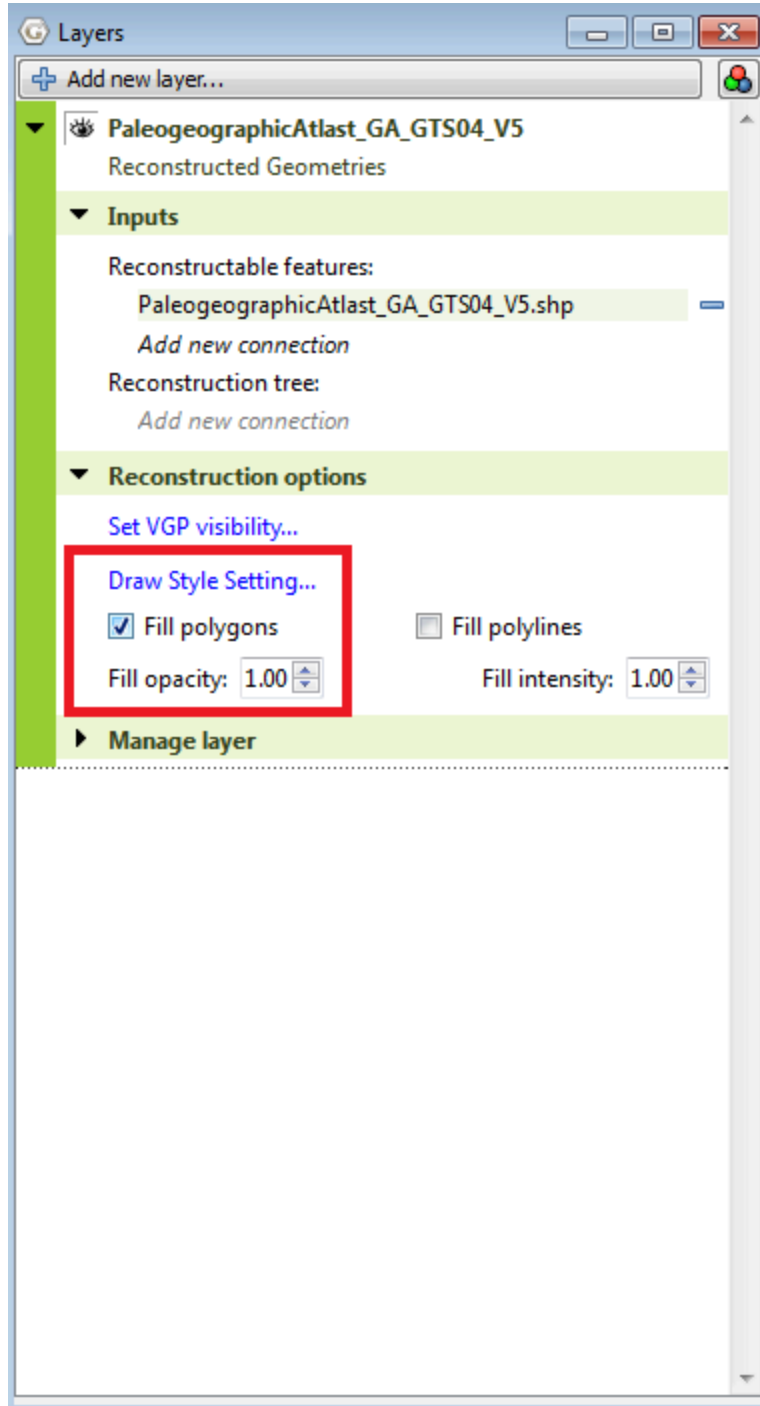 Layers
Add new layer...
PaleogeographicAtlast_GA_GTS04_V5
Reconstructed Geometries
Inputs
Reconstructable features:
PaleogeographicAtlast_GA_GTS04_V5.shp
Add new connection
Reconstruction tree:
Add new connection
Reconstruction options
Set VGP visibility...
Draw Style Setting...
Fill polygons Fill polylines
Fill opacity: 1.00 Fill intensity: 1.00
Manage layer